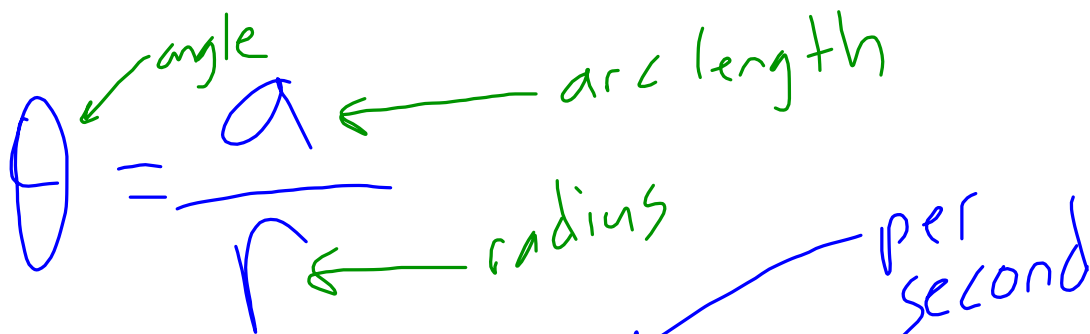 angle
θ = a/r
arc length
radius
per
second